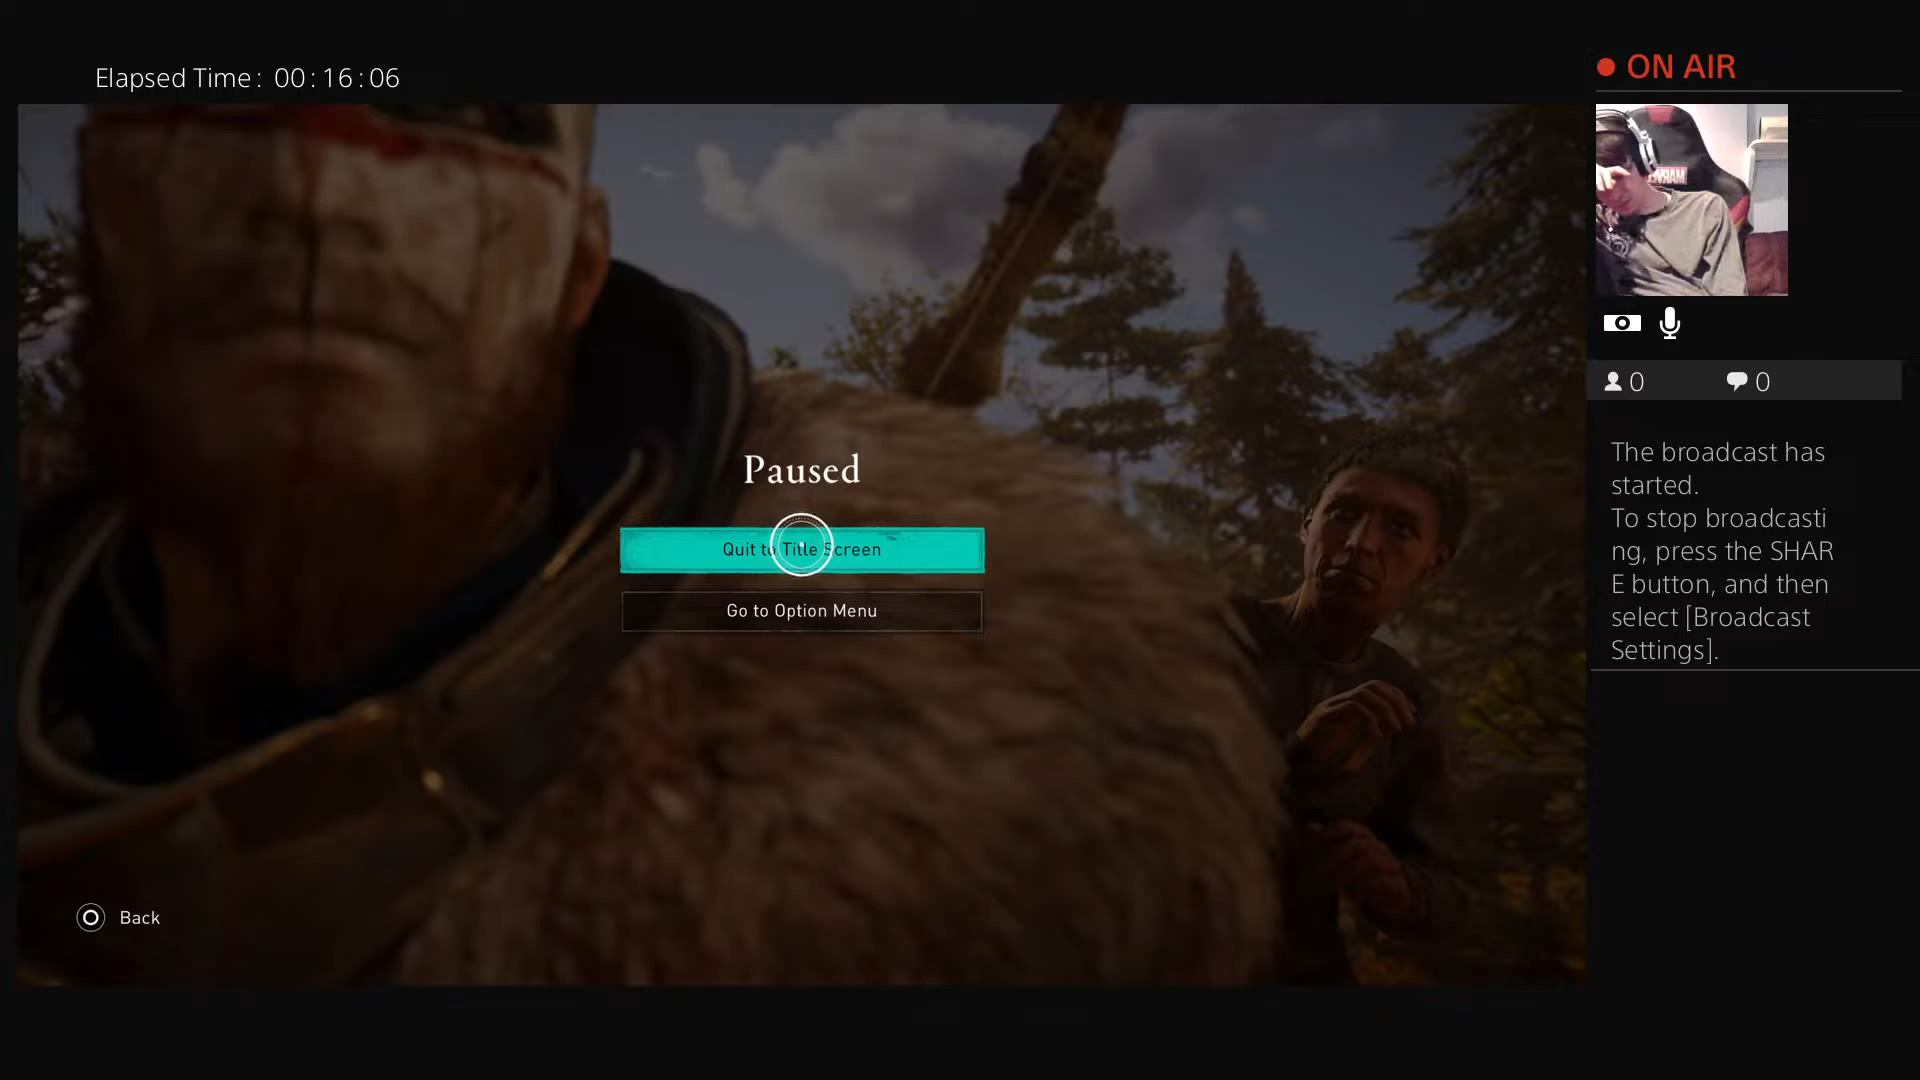 Elapsed Time: 00:16:06
ON AIR
MARVEL
0 0
Paused
Quit to Title Screen
Go to Option Menu
Back
The broadcast has
started.
To stop broadcasti
ng, press the SHAR
E button, and then
select [Broadcast
Settings].